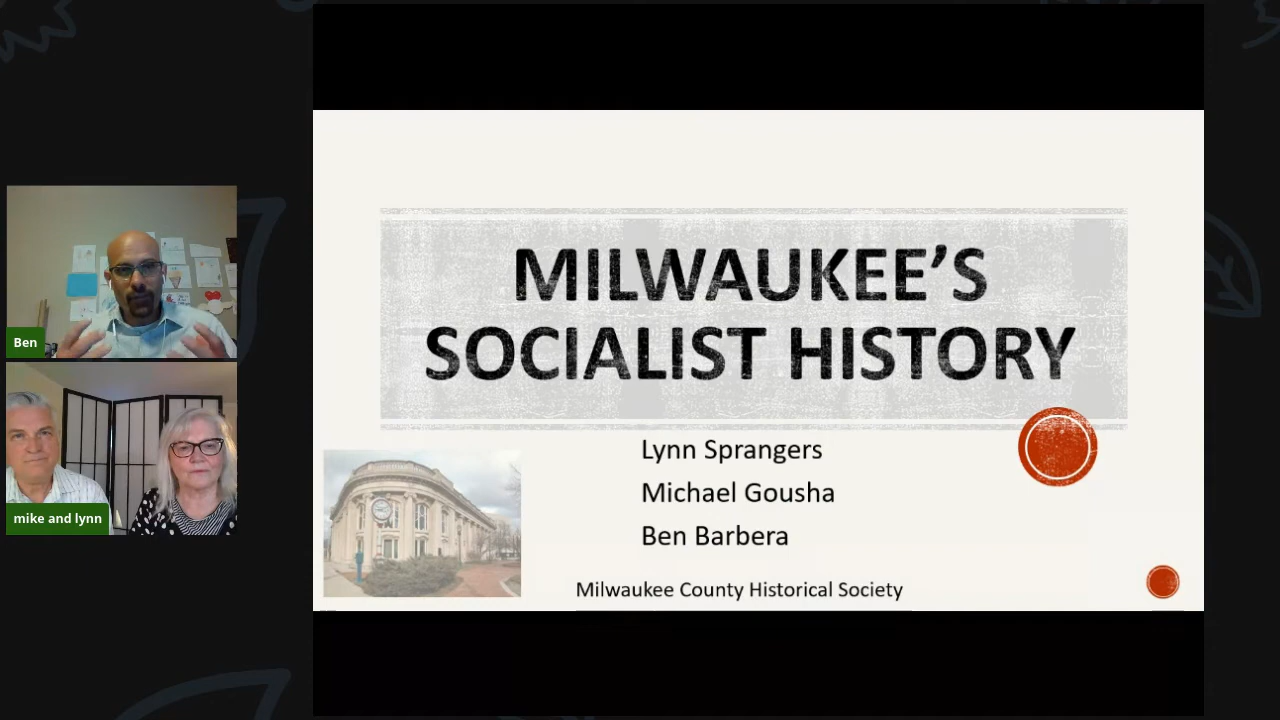 Ben
mike and lynn
MILWAUKEE’S
SOCIALIST HISTORY
Lynn Sprangers
Michael Gousha
Ben Barbera
Milwaukee County Historical Society